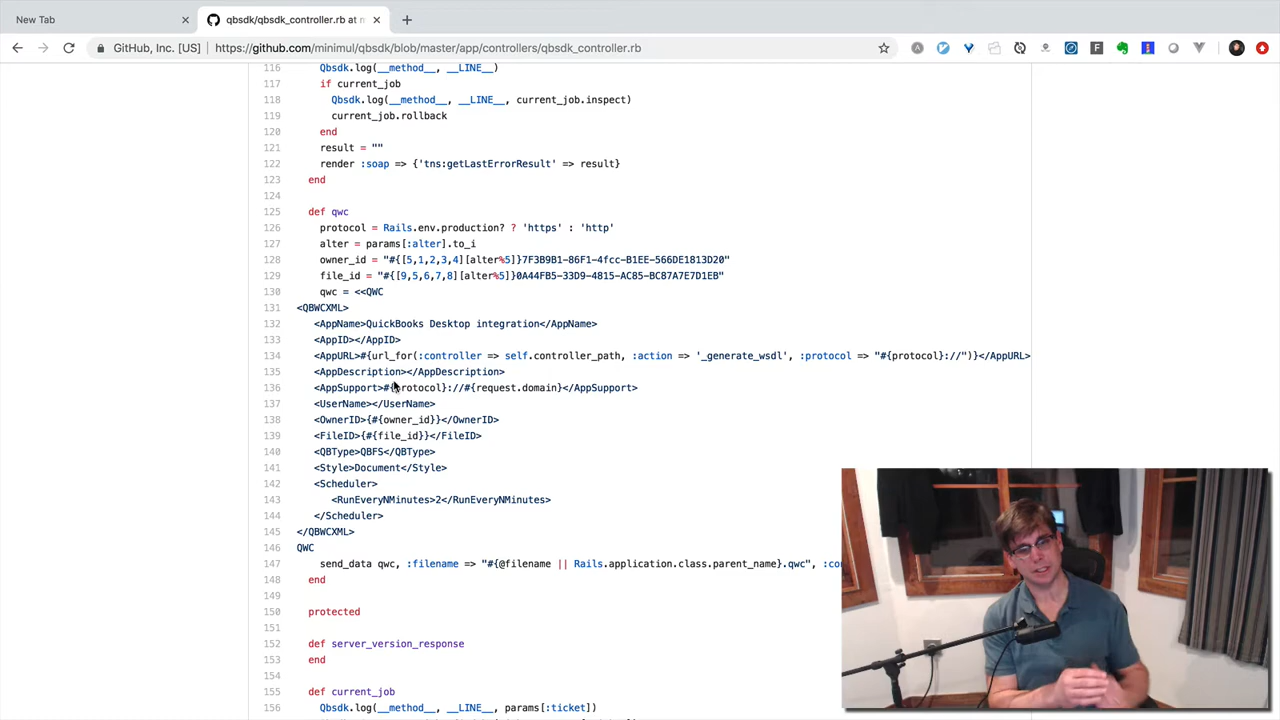 New Tab
qbsdk/qbsdk_controller.rb at m
GitHub, Inc. [US]
https://github.com/minimul/qbsdk/blob/master/app/controllers/qbsdk_controller.rb
116 Qbsdk.log(__method__, __LINE__)
117 if current_job
118 Qbsdk.log(__method__, __LINE__, current_job.inspect)
119 current_job.rollback
120 end
121 result = ""
122 render :soap => {'tns:getLastErrorResult' => result}
123 end
124
125 def qwc
126 protocol = Rails.env.production? ? 'https' : 'http'
127 alter = params[:alter].to_i
128 owner_id = "#{[5,1,2,3,4][alter%5]}7F3B9B1-86F1-4fcc-B1EE-566DE1813D20"
129 file_id = "#{[9,5,6,7,8][alter%5]}0A44FB5-33D9-4815-AC85-BC87A7E7D1EB"
130 qwc = <<QWC
131 <QBWCXML>
132 <AppName>QuickBooks Desktop integration</AppName>
133 <AppID></AppID>
134 <AppURL>#{url_for(:controller => self.controller_path, :action => '_generate_wsdl', :protocol => "#{protocol}://")}</AppURL>
135 <AppDescription></AppDescription>
136 <AppSupport>#{protocol}://#{request.domain}</AppSupport>
137 <UserName></UserName>
138 <OwnerID>{#{owner_id}}</OwnerID>
139 <FileID>{#{file_id}}</FileID>
140 <QBType>QBFS</QBType>
141 <Style>Document</Style>
142 <Scheduler>
143 <RunEveryNMinutes>2</RunEveryNMinutes>
144 </Scheduler>
145 </QBWCXML>
146 QWC
147 send_data qwc, :filename => "#{@filename || Rails.application.class.parent_name}.qwc", :co
148 end
149
150 protected
151
152 def server_version_response
153 end
154
155 def current_job
156 Qbsdk.log(__method__, __LINE__, params[:ticket])